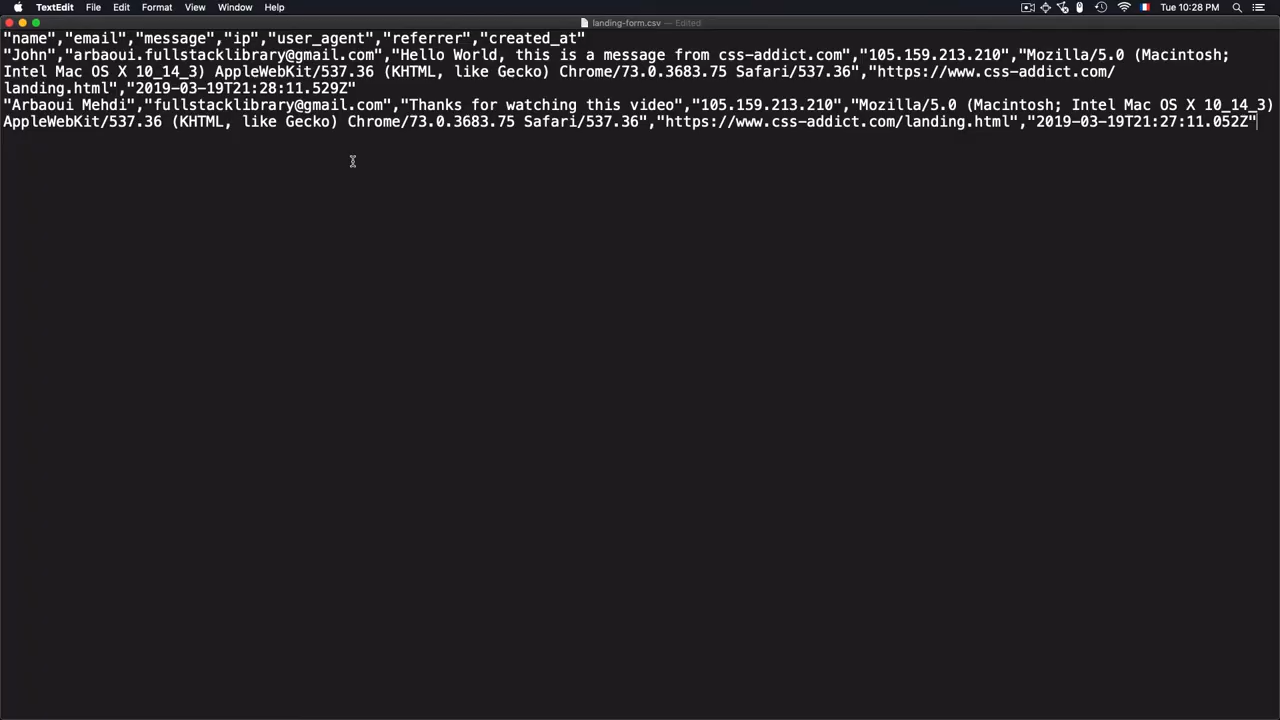 TextEdit File Edit Format View Window Help Tue 10:28 PM
landing-form.csv — Edited
"name","email","message","ip","user_agent","referrer","created_at"
"John","arbaoui.fullstacklibrary@gmail.com","Hello World, this is a message from css-addict.com","105.159.213.210","Mozilla/5.0 (Macintosh;
Intel Mac OS X 10_14_3) AppleWebKit/537.36 (KHTML, like Gecko) Chrome/73.0.3683.75 Safari/537.36","https://www.css-addict.com/
landing.html","2019-03-19T21:28:11.529Z"
"Arbaoui Mehdi","fullstacklibrary@gmail.com","Thanks for watching this video","105.159.213.210","Mozilla/5.0 (Macintosh; Intel Mac OS X 10_14_3)
AppleWebKit/537.36 (KHTML, like Gecko) Chrome/73.0.3683.75 Safari/537.36","https://www.css-addict.com/landing.html","2019-03-19T21:27:11.052Z"